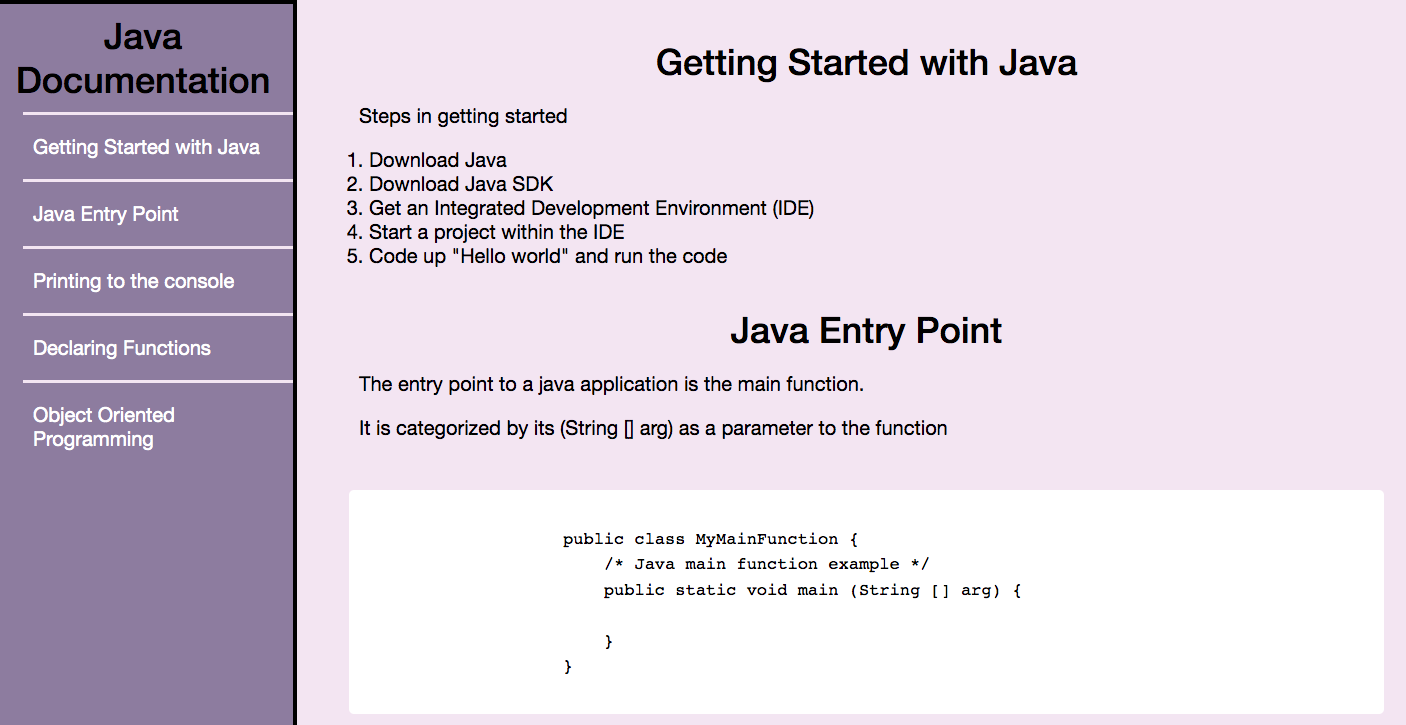 Java
Documentation
Getting Started with Java
Java Entry Point
Printing to the console
Declaring Functions
Object Oriented
Programming
Getting Started with Java
Steps in getting started
1. Download Java
2. Download Java SDK
3. Get an Integrated Development Environment (IDE)
4. Start a project within the IDE
5. Code up "Hello world" and run the code
Java Entry Point
The entry point to a java application is the main function.
It is categorized by its (String [] arg) as a parameter to the function
public class MyMainFunction {
    /* Java main function example */
    public static void main (String [] arg) {
    }
}